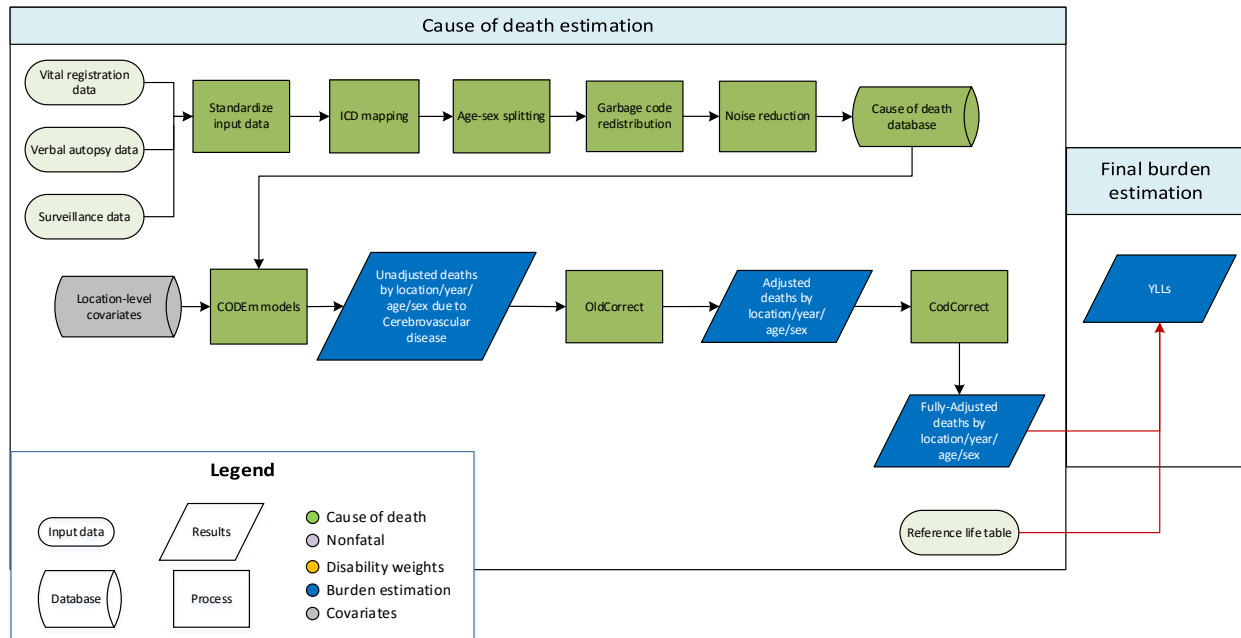 Cause of death estimation
Vital registration
data
Verbal autopsy data
Surveillance data
Standardize
input data
ICD mapping
Age-sex splitting
Garbage code
redistribution
Noise reduction
Cause of death
database
Final burden
estimation
Location-level
covariates
CODEm models
Unadjusted deaths
by location/year/
age/sex due to
Cerebrovascular
disease
OldCorrect
Adjusted
deaths by
location/year/
age/sex
CodCorrect
YLLs
Fully-Adjusted
deaths by
location/year/
age/sex
Reference life table
Legend
Input data
Results
Database
Process
Cause of death
Nonfatal
Disability weights
Burden estimation
Covariates